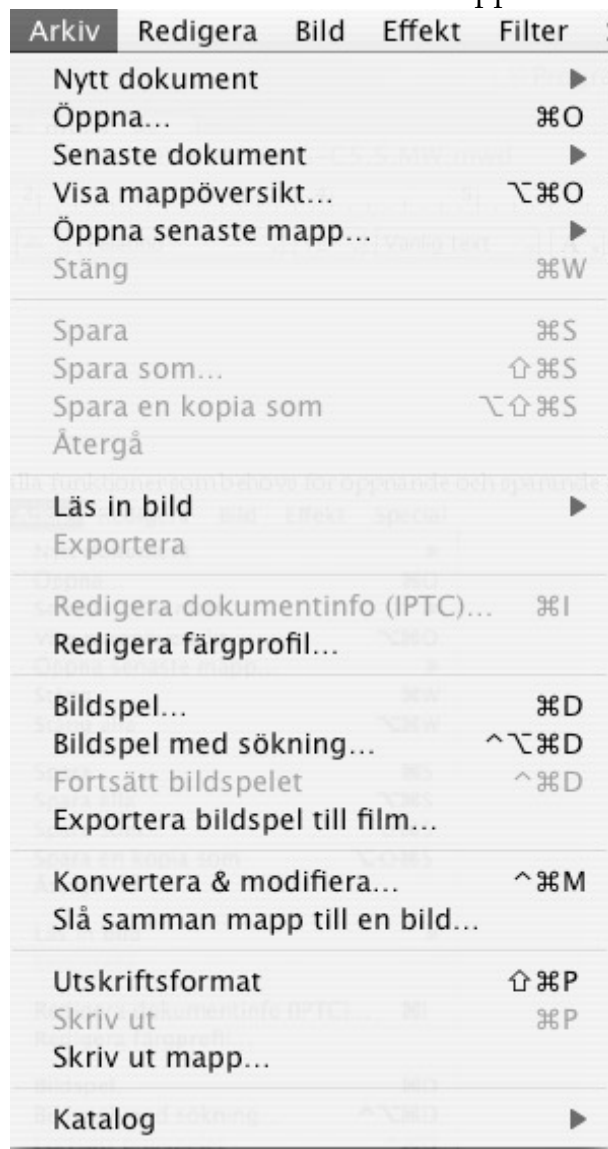 Arkiv Redigera Bild Effekt Filter
Nytt dokument ▶
Öppna... ⌘O
Senaste dokument ▶
Visa mappöversikt... ⌥⌘O
Öppna senaste mapp... ▶
Stäng ⌘W
Spara ⌘S
Spara som... ⇧⌘S
Spara en kopia som ⌥⇧⌘S
Återgå
Läs in bild ▶
Exportera
Redigera dokumentinfo (IPTC)... ⌘I
Redigera färgprofil...
Bildspel... ⌘D
Bildspel med sökning... ^⌥⌘D
Fortsätt bildspelet ^⌘D
Exportera bildspel till film...
Konvertera & modifiera... ^⌘M
Slå samman mapp till en bild...
Utskriftsformat ⇧⌘P
Skriv ut ⌘P
Skriv ut mapp...
Katalog ▶